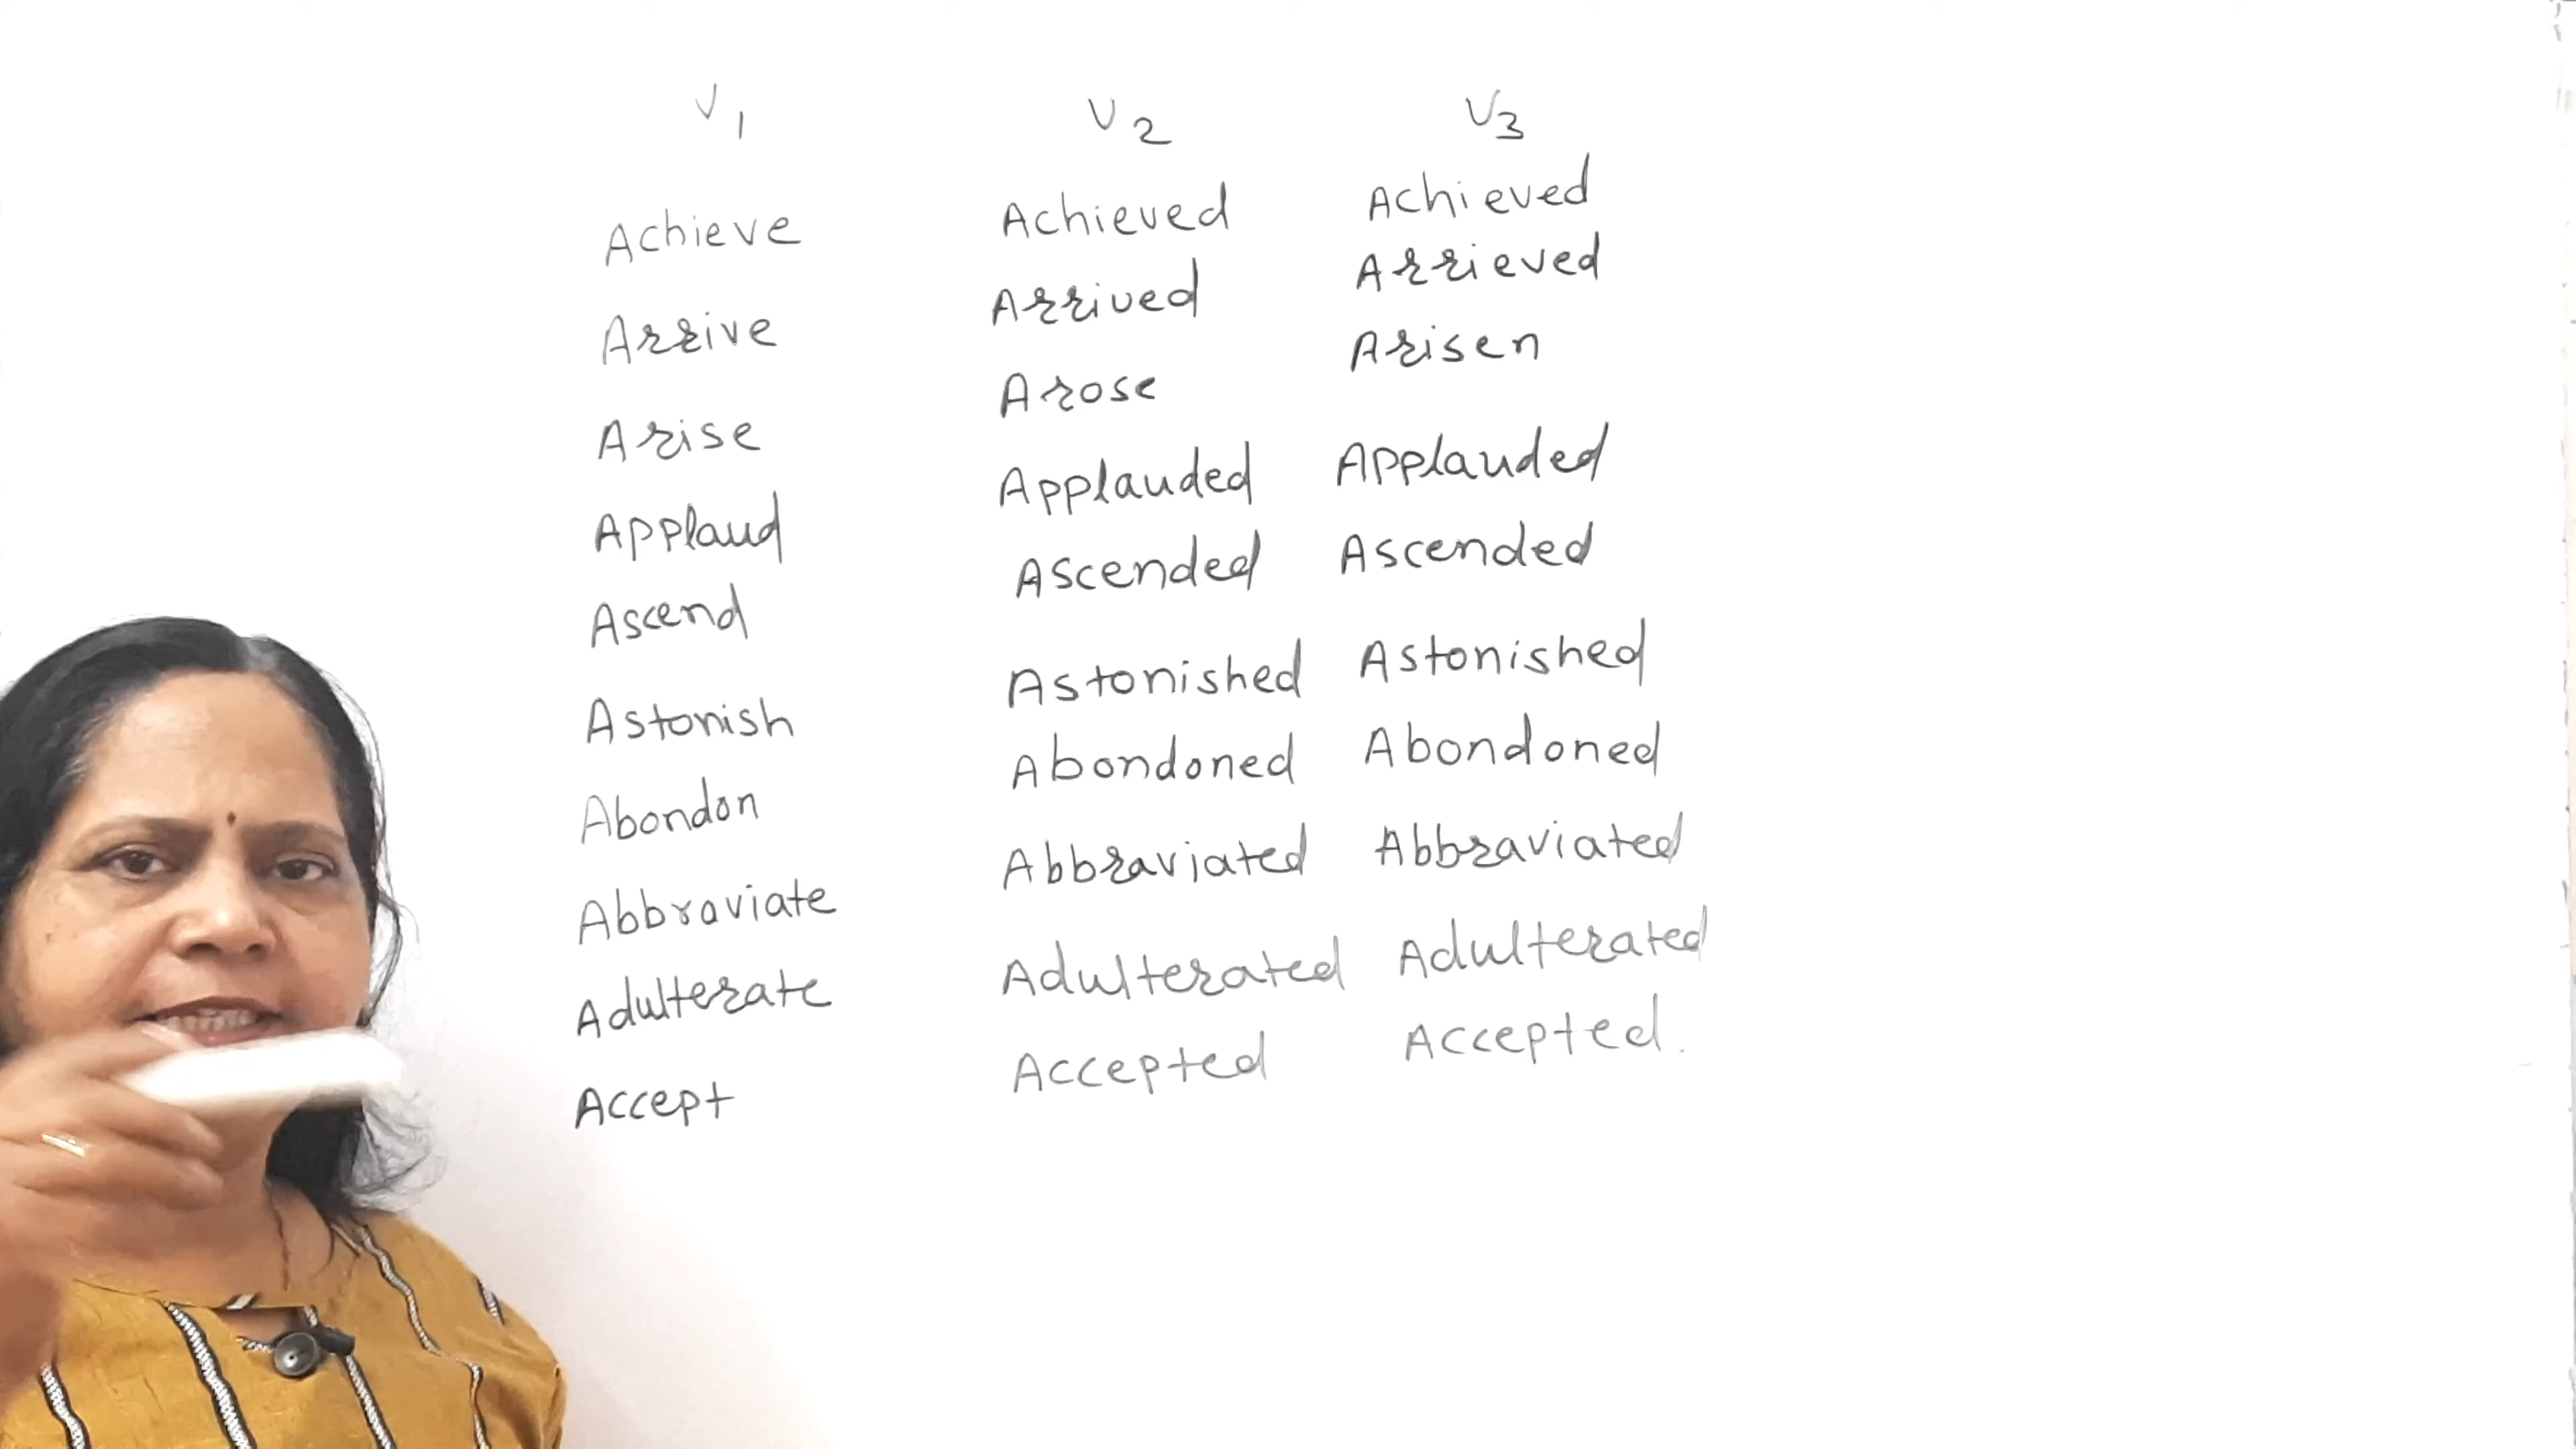 V1 V2 V3
Achieve Achieved Achieved
Arrive Arrived Arrieved
Arise Arose Arisen
Applaud Applauded Applauded
Ascend Ascended Ascended
Astonish Astonished Astonished
Abondon Abondoned Abondoned
Abbraviate Abbraviated Abbraviated
Adulterate Adulterated Adulterated
Accept Accepted Accepted.